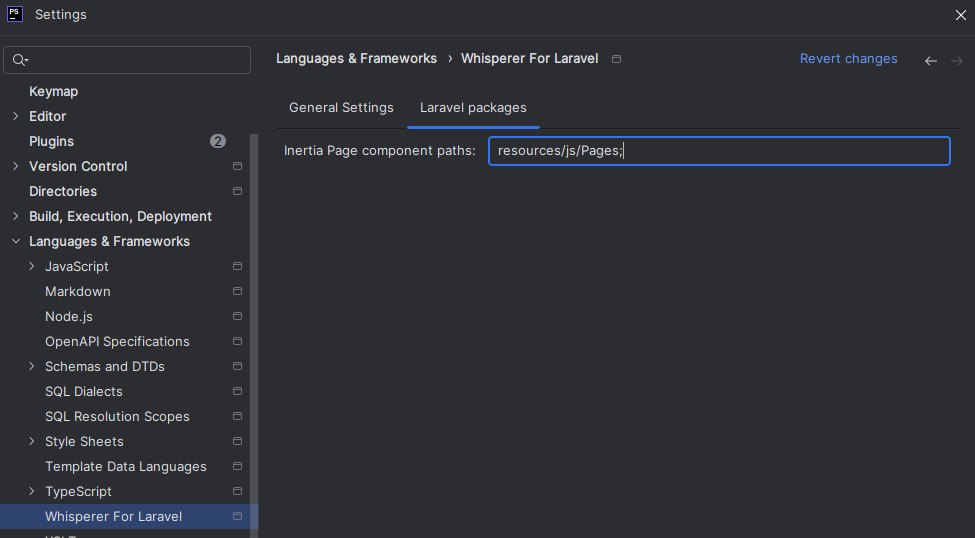 PS
Settings
Languages & Frameworks › Whisperer For Laravel
Revert changes
Keymap
Editor
Plugins 2
Version Control
Directories
Build, Execution, Deployment
Languages & Frameworks
JavaScript
Markdown
Node.js
OpenAPI Specifications
Schemas and DTDs
SQL Dialects
SQL Resolution Scopes
Style Sheets
Template Data Languages
TypeScript
Whisperer For Laravel
General Settings Laravel packages
Inertia Page component paths: resources/js/Pages;